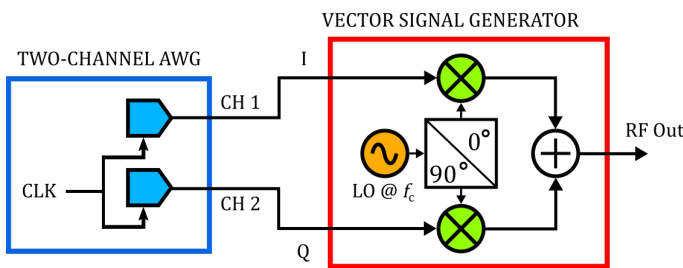 VECTOR SIGNAL GENERATOR
TWO-CHANNEL AWG
I
CH 1
CLK
CH 2
Q
0°
90°
LO @ fc
RF Out